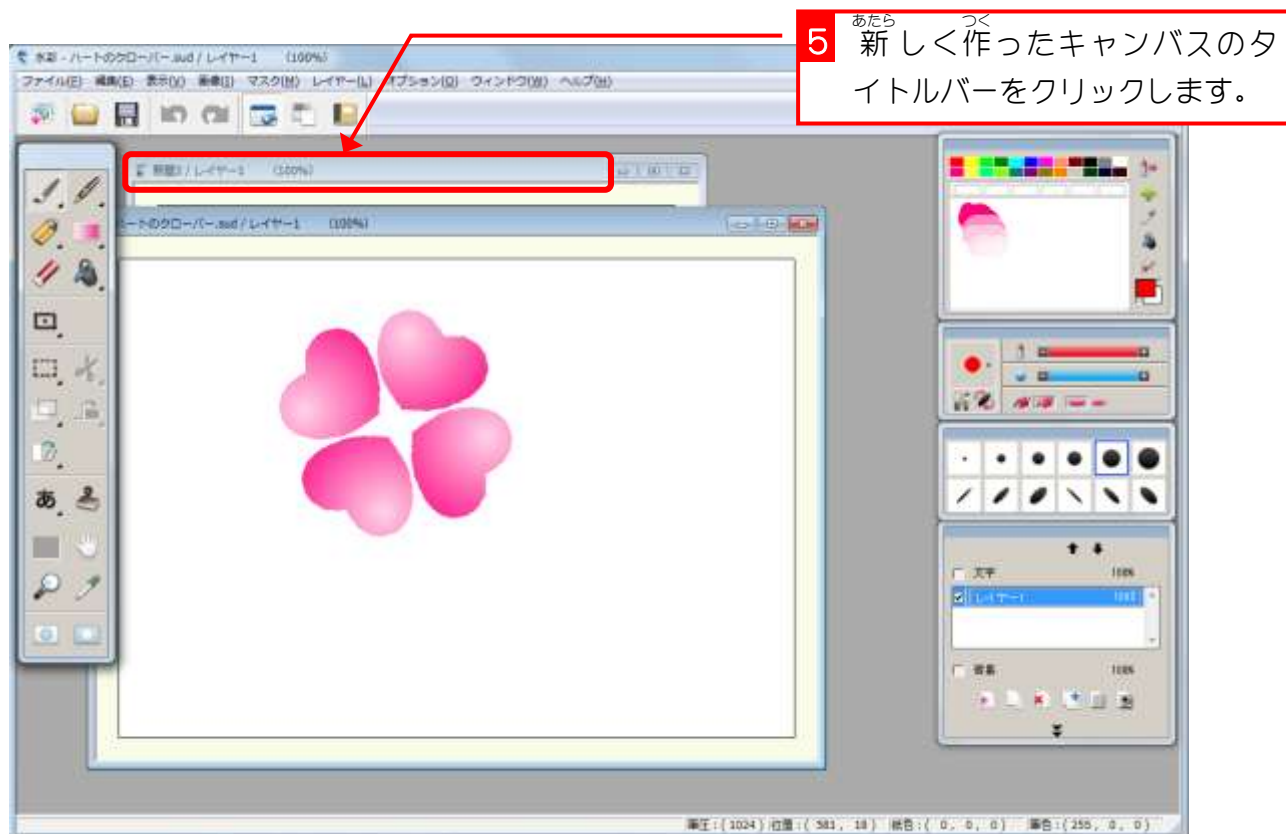 5 新しく作ったキャンバスのタ
あたら つく
イトルバーをクリックします。
水彩 - ハートのクローバー.sud / レイヤー1 (100%)
ファイル(F) 編集(E) 表示(V) 画像(I) マスク(M) レイヤー(L) オプション(O) ウィンドウ(W) ヘルプ(H)
無題2 / レイヤー1 (100%)
ハートのクローバー.sud / レイヤー1 (100%)
あ
文字 100%
レイヤー1 100%
背景 100%
筆圧:( 1024) 位置:( 581, 18) 紙色:( 0, 0, 0) 筆色:(255, 0, 0)